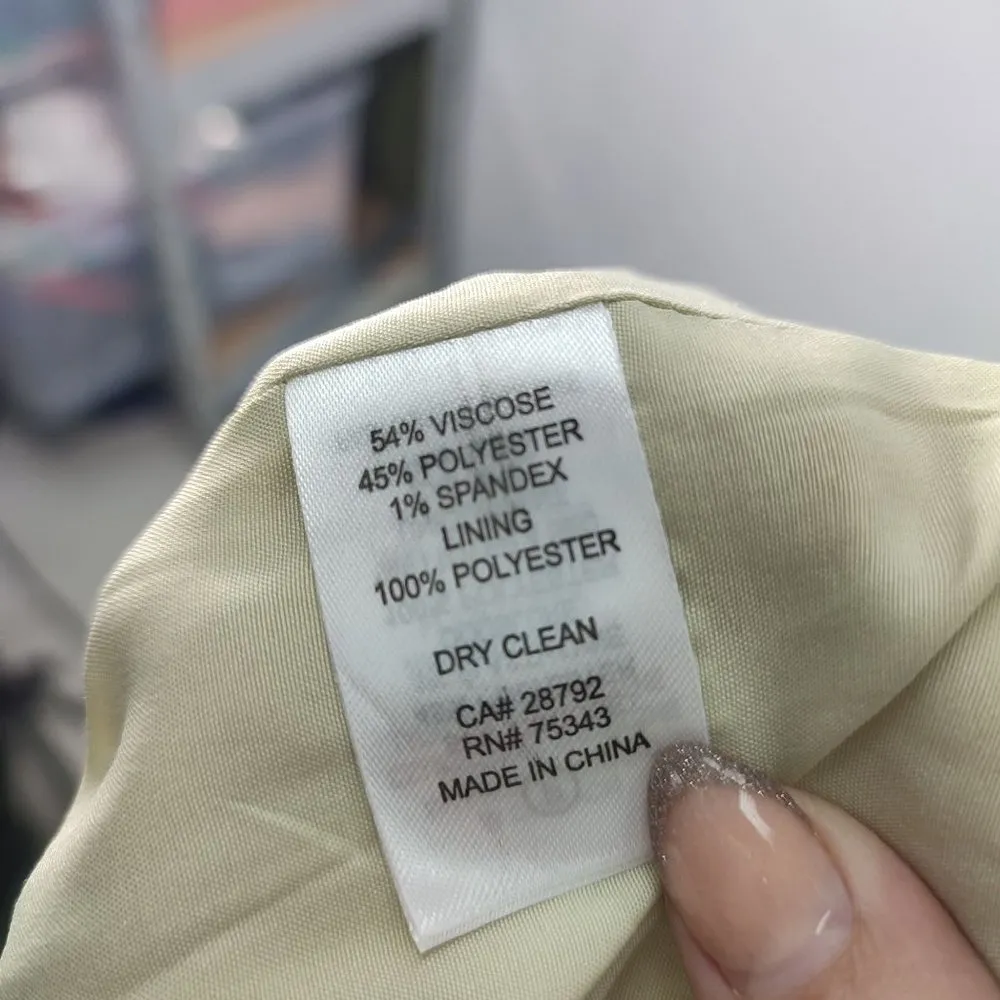 54% VISCOSE
45% POLYESTER
1% SPANDEX
LINING
100% POLYESTER
DRY CLEAN
CA# 28792
RN# 75343
MADE IN CHINA